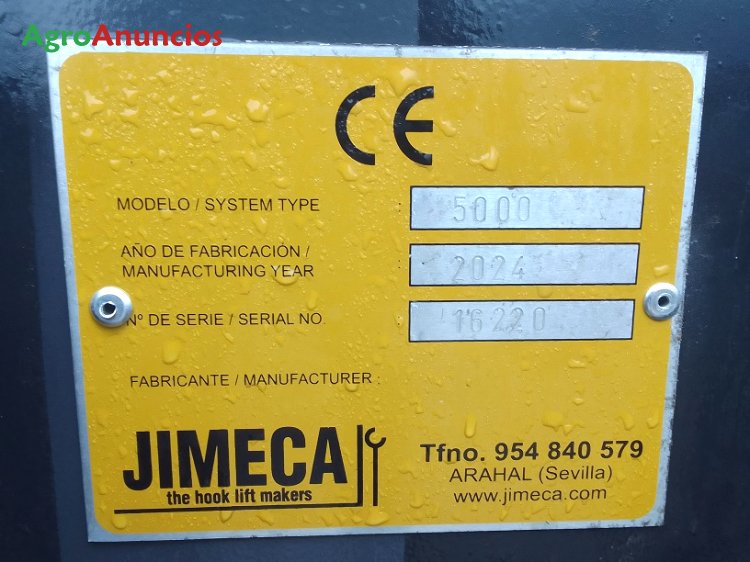 AgroAnuncios
CE
MODELO / SYSTEM TYPE : 5000
AÑO DE FABRICACIÓN /
MANUFACTURING YEAR : 2024
Nº DE SERIE / SERIAL NO. 16220
FABRICANTE / MANUFACTURER :
JIMECA
the hook lift makers
Tfno. 954 840 579
ARAHAL (Sevilla)
www.jimeca.com